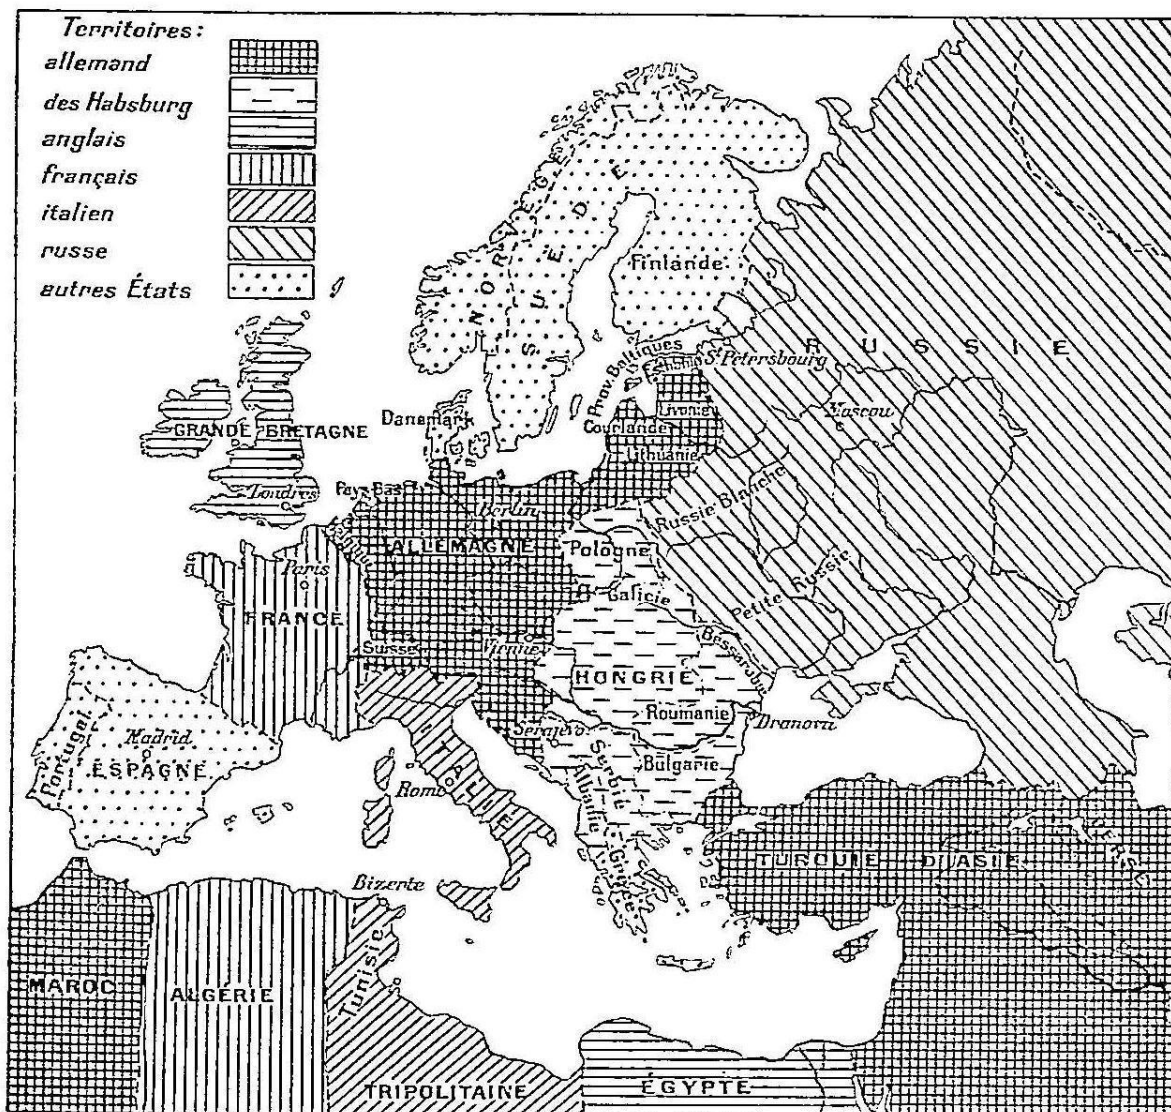 Territoires:
allemand
des Habsburg
anglais
français
italien
russe
autres États
NORVÈGE
SUÈDE
Finlande
RUSSIE
Prov. Baltiques
St Petersbourg
Esthonie
Livonie
Courlande
Lithuanie
Moscou
Danemark
GRANDE BRETAGNE
Londres
Pays-Bas
Berlin
Russie Blanche
ALLEMAGNE
Pologne
Paris
Galicie
Petite Russie
FRANCE
Suisse
Vienne
Bessarabie
HONGRIE
Roumanie
Dranova
Portugal
Madrid
ESPAGNE
Serajevo
Serbie
Bulgarie
Albanie
ITALIE
Rome
Grèce
TURQUIE D'ASIE
PERSE
Bizerte
Tunisie
MAROC
ALGÉRIE
TRIPOLITAINE
ÉGYPTE